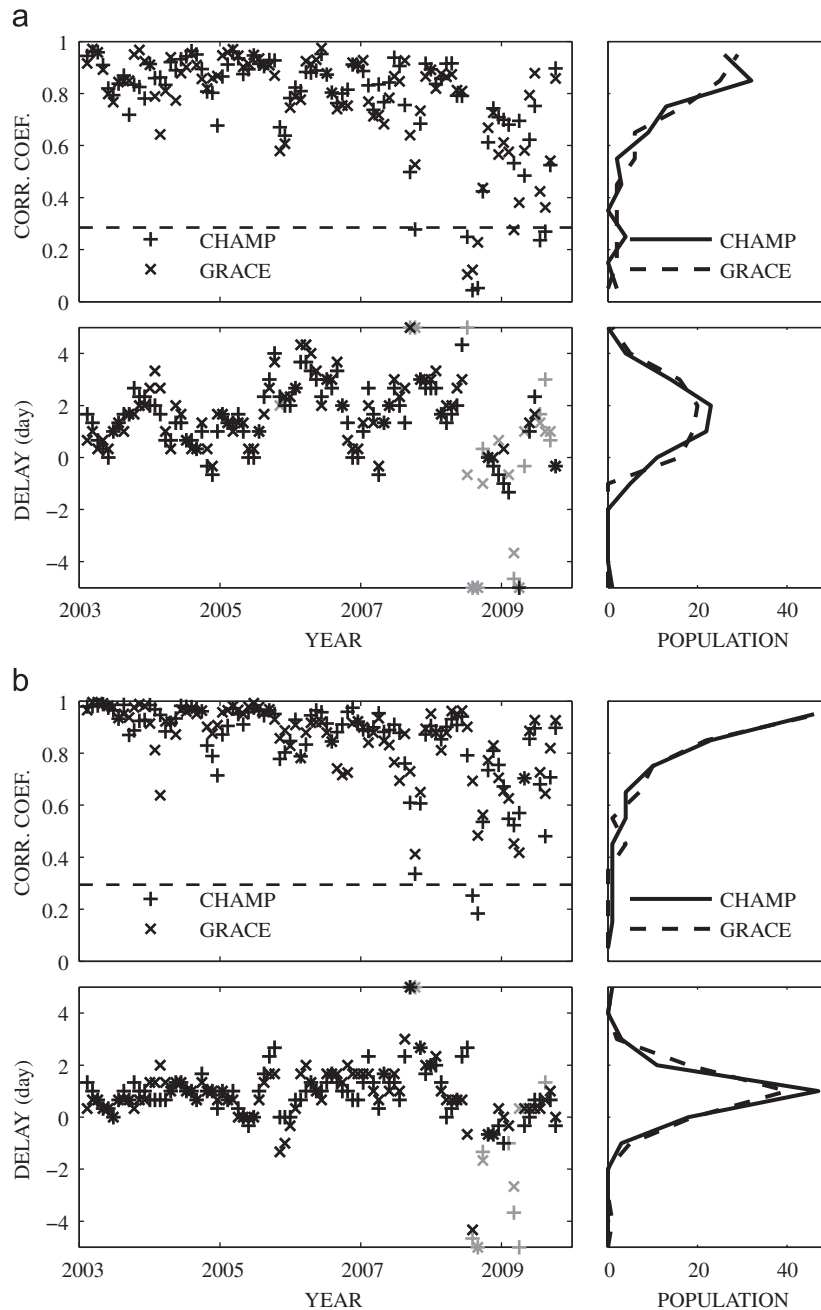 a
1
0.8
0.6
0.4
0.2
0
CORR. COEF.
CHAMP
GRACE
CHAMP
GRACE
4
2
0
−2
−4
DELAY (day)
2003 2005 2007 2009
YEAR
0 20 40
POPULATION
b
1
0.8
0.6
0.4
0.2
0
CORR. COEF.
CHAMP
GRACE
CHAMP
GRACE
4
2
0
−2
−4
DELAY (day)
2003 2005 2007 2009
YEAR
0 20 40
POPULATION